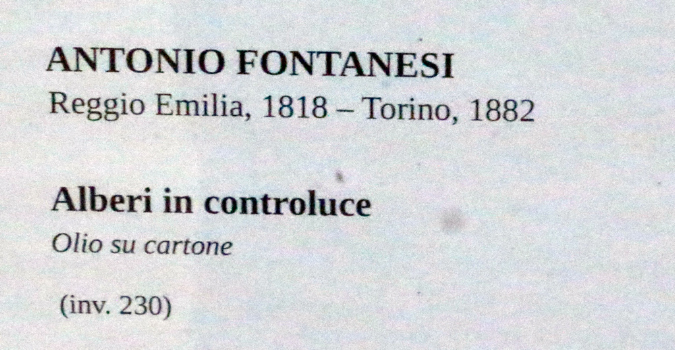 ANTONIO FONTANESI
Reggio Emilia, 1818 – Torino, 1882
Alberi in controluce
Olio su cartone
(inv. 230)